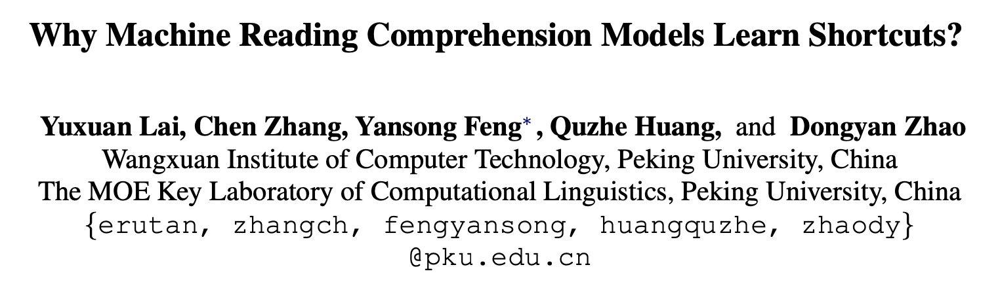 Why Machine Reading Comprehension Models Learn Shortcuts?
Yuxuan Lai, Chen Zhang, Yansong Feng*, Quzhe Huang, and Dongyan Zhao
Wangxuan Institute of Computer Technology, Peking University, China
The MOE Key Laboratory of Computational Linguistics, Peking University, China
{erutan, zhangch, fengyansong, huangquzhe, zhaody}
@pku.edu.cn